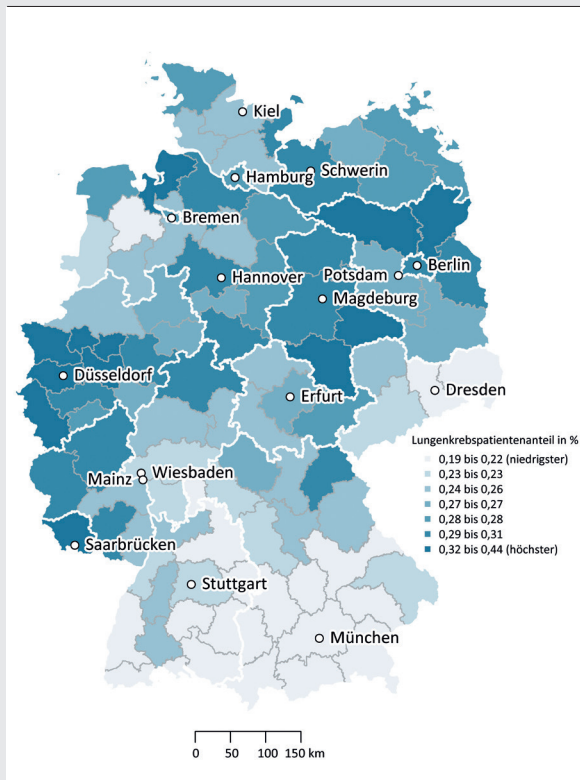 Kiel
Schwerin
Hamburg
Bremen
Berlin
Hannover
Potsdam
Magdeburg
Düsseldorf
Erfurt
Dresden
Lungenkrebspatientenanteil in %
0,19 bis 0,22 (niedrigster)
0,23 bis 0,23
0,24 bis 0,26
0,27 bis 0,27
0,28 bis 0,28
0,29 bis 0,31
0,32 bis 0,44 (höchster)
Wiesbaden
Mainz
Saarbrücken
Stuttgart
München
0 50 100 150 km